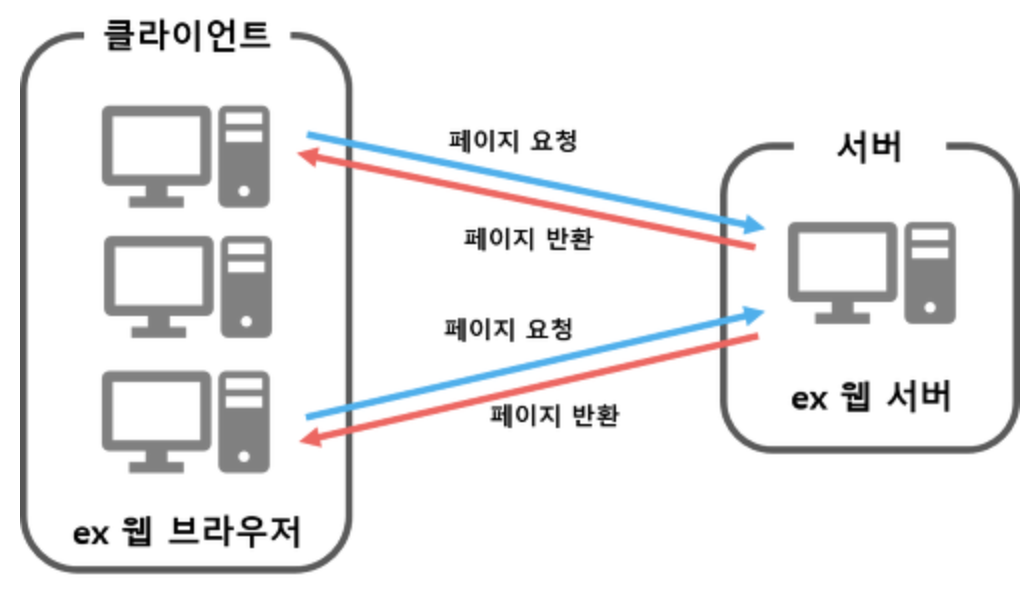 클라이언트
페이지 요청
서버
페이지 반환
페이지 요청
ex 웹 서버
페이지 반환
ex 웹 브라우저